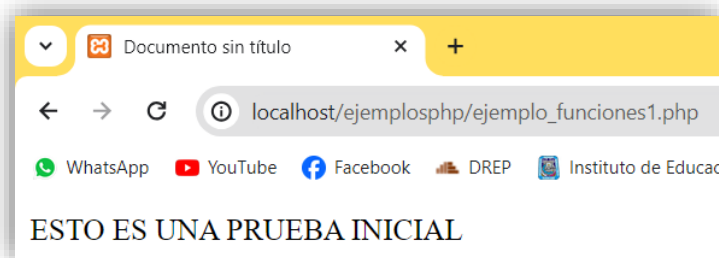 Documento sin título
localhost/ejemplosphp/ejemplo_funciones1.php
WhatsApp YouTube Facebook DREP Instituto de Educac
ESTO ES UNA PRUEBA INICIAL